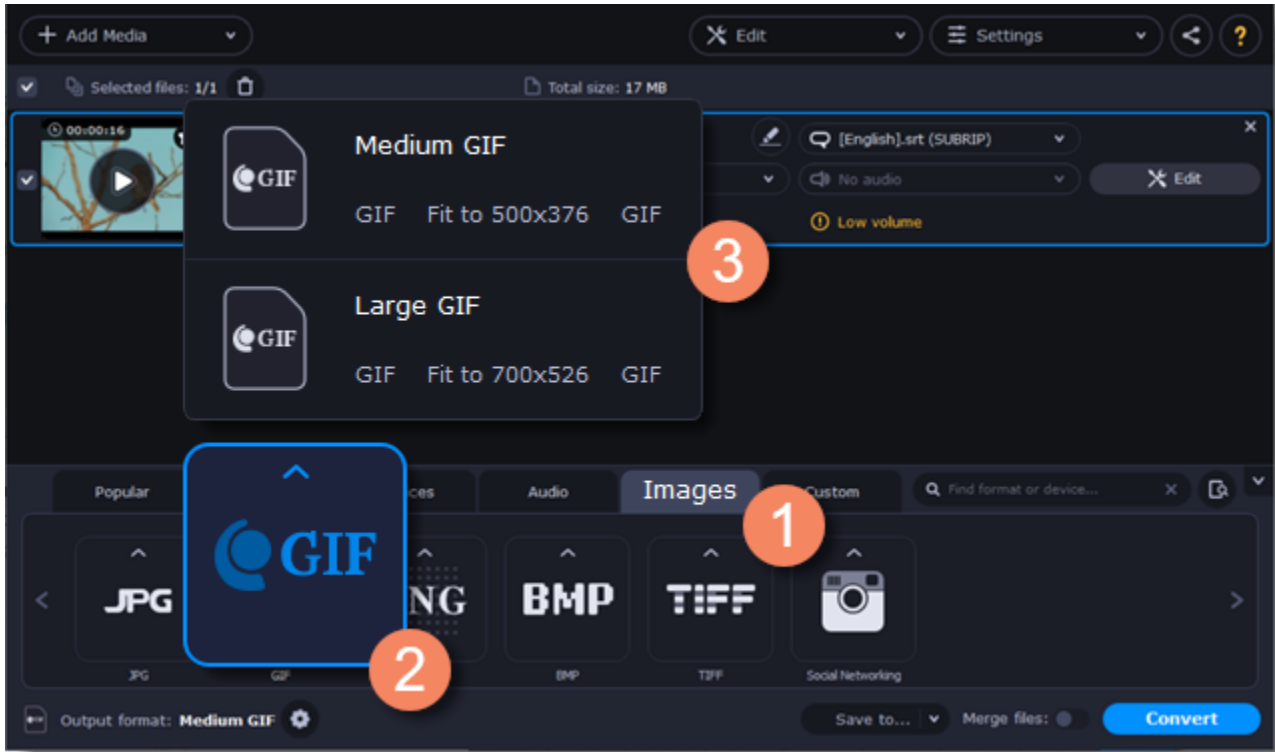 Add Media
Edit
Settings
?
Selected files: 1/1
Total size: 17 MB
00:00:16
Medium GIF
GIF
GIF Fit to 500x376 GIF
Large GIF
GIF
GIF Fit to 700x526 GIF
3
[English].srt (SUBRIP)
No audio
Edit
Low volume
Popular
Audio
Images
1
Custom
Find format or device...
JPG
GIF
2
NG
BMP
TIFF
JPG
GIF
BMP
TIFF
Social Networking
Output format: Medium GIF
Save to...
Merge files:
Convert